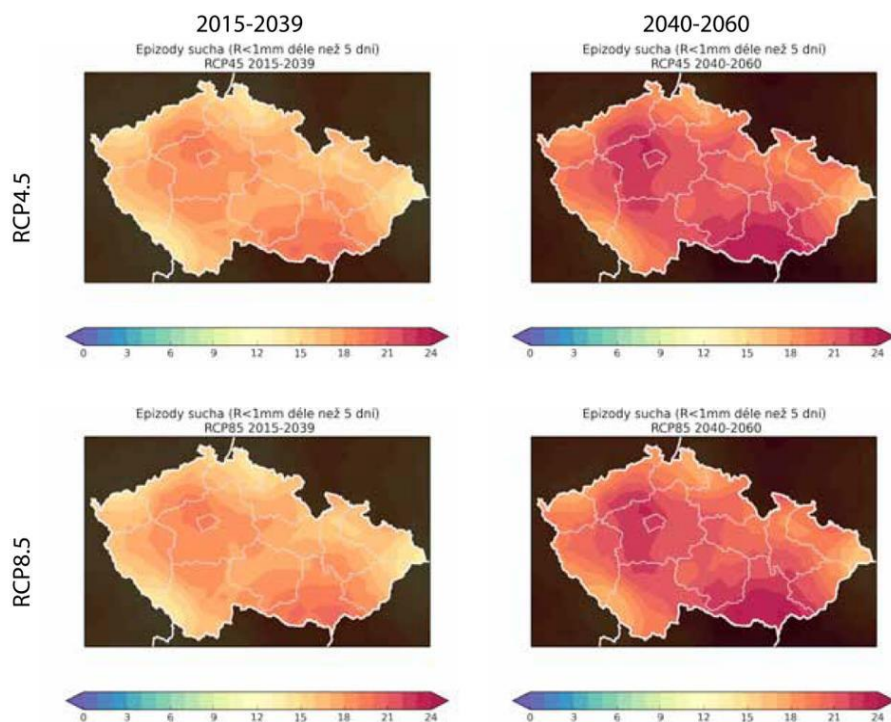 2015-2039
2040-2060
Epizody sucha (R<1mm déle než 5 dní)
RCP45 2015-2039
Epizody sucha (R<1mm déle než 5 dní)
RCP45 2040-2060
RCP4.5
0 3 6 9 12 15 18 21 24
0 3 6 9 12 15 18 21 24
Epizody sucha (R<1mm déle než 5 dní)
RCP85 2015-2039
Epizody sucha (R<1mm déle než 5 dní)
RCP85 2040-2060
RCP8.5
0 3 6 9 12 15 18 21 24
0 3 6 9 12 15 18 21 24